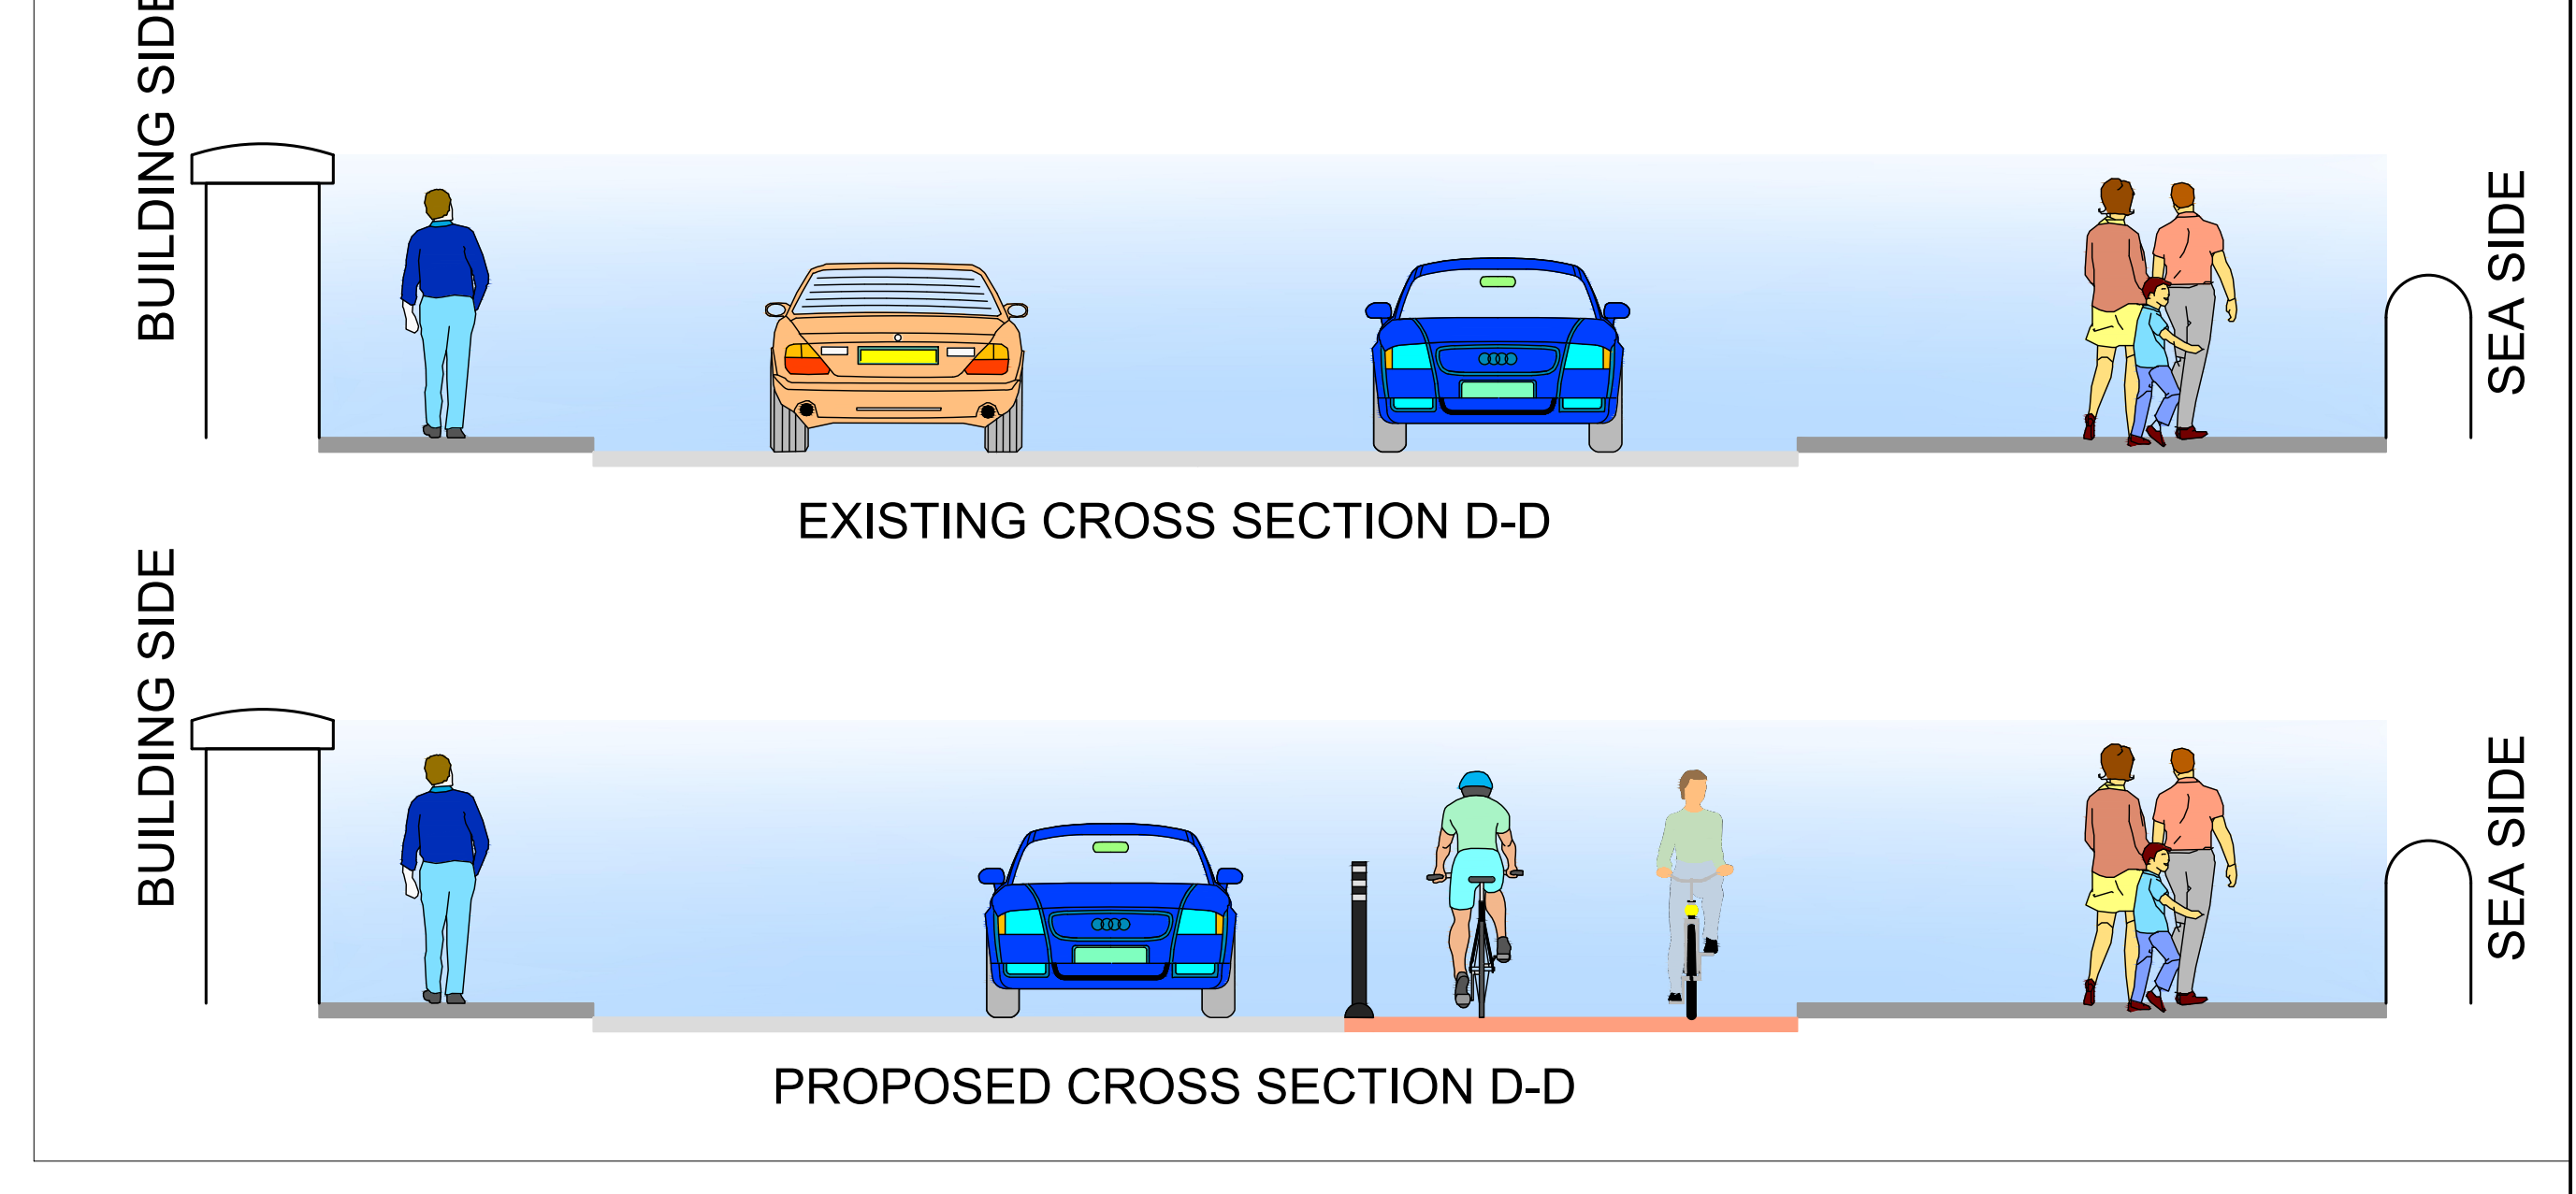 BUILDING SIDE
SEA SIDE
EXISTING CROSS SECTION D-D
BUILDING SIDE
SEA SIDE
PROPOSED CROSS SECTION D-D